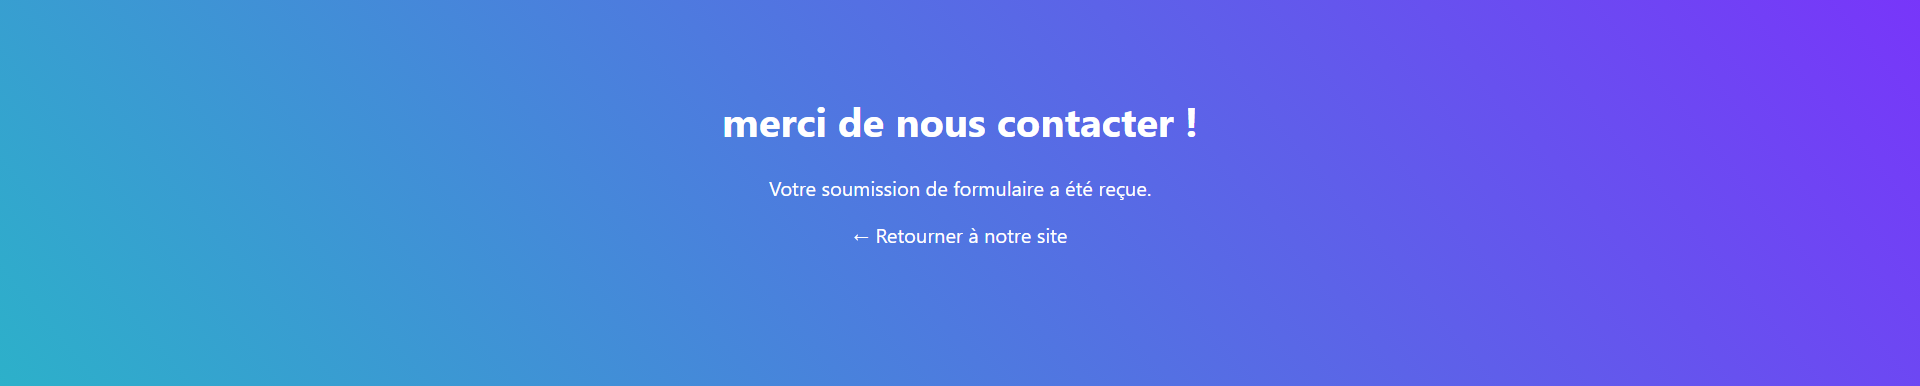 merci de nous contacter !
Votre soumission de formulaire a été reçue.
← Retourner à notre site